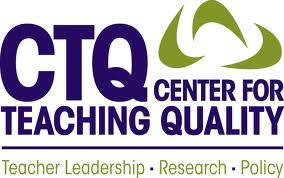 CTQ CENTER FOR
TEACHING QUALITY
Teacher Leadership · Research · Policy